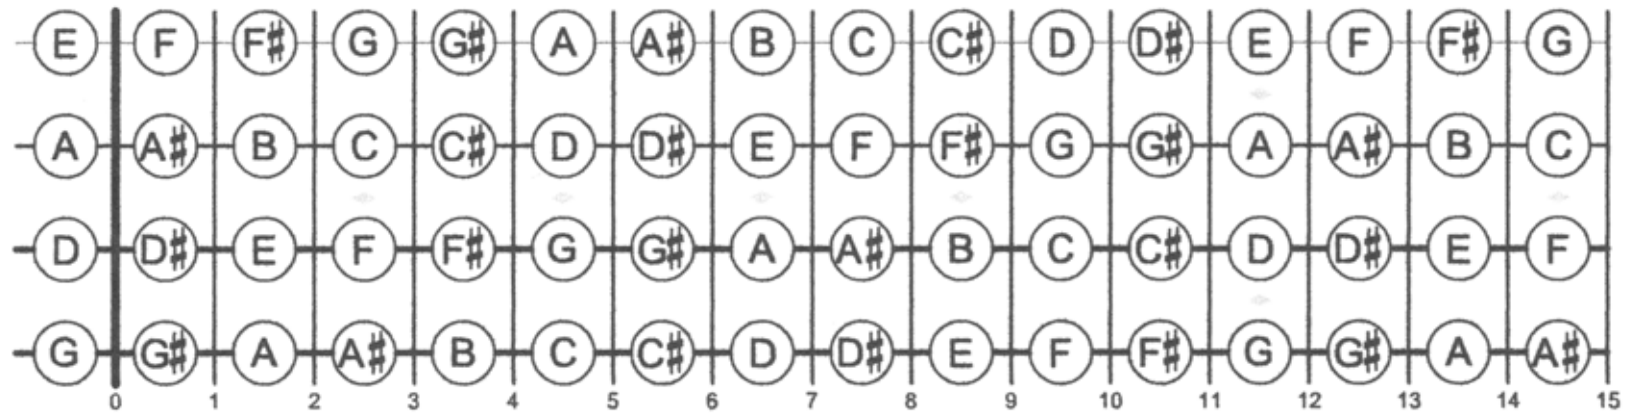 E F F♯ G G♯ A A♯ B C C♯ D D♯ E F F♯ G
A A♯ B C C♯ D D♯ E F F♯ G G♯ A A♯ B C
D D♯ E F F♯ G G♯ A A♯ B C C♯ D D♯ E F
G G♯ A A♯ B C C♯ D D♯ E F F♯ G G♯ A A♯
0 1 2 3 4 5 6 7 8 9 10 11 12 13 14 15